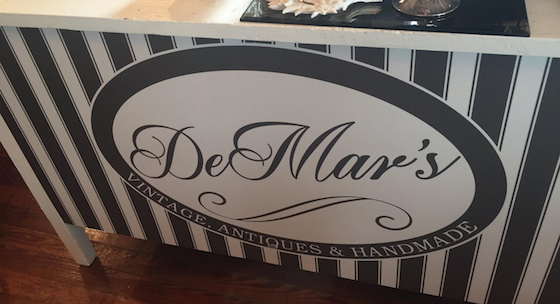 DeMar's
VINTAGE, ANTIQUES & HANDMADE